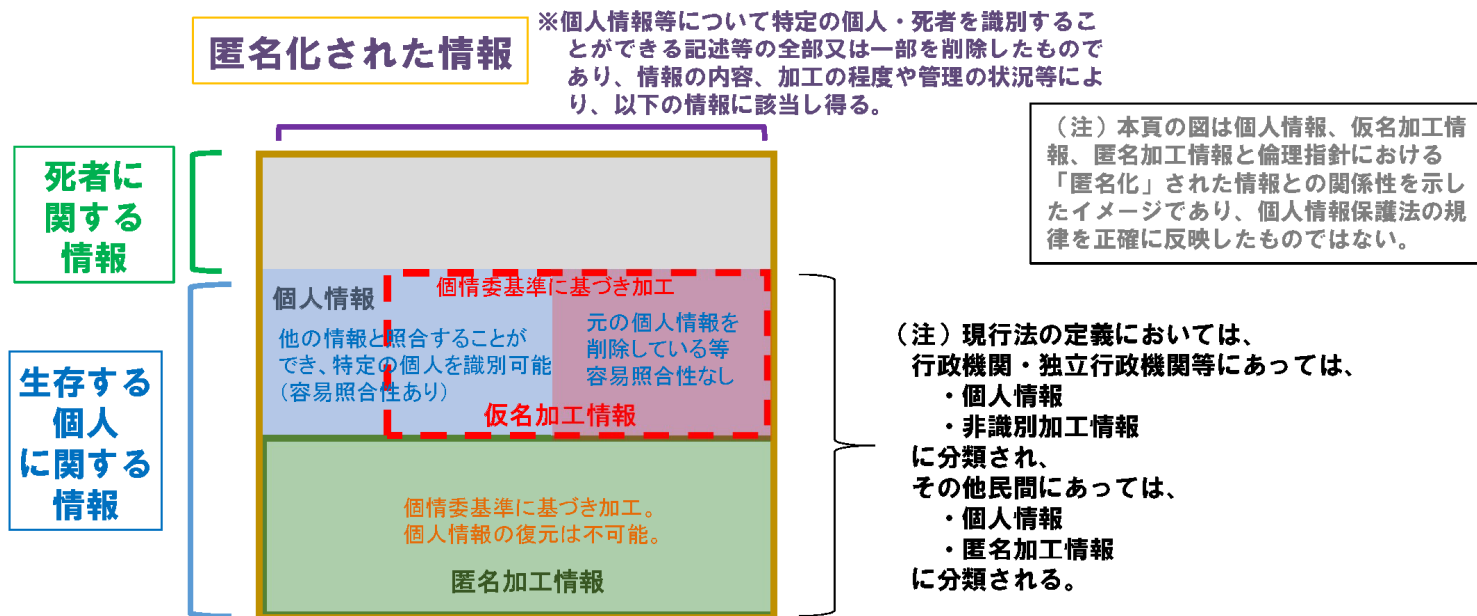 匿名化された情報
※個人情報等について特定の個人・死者を識別するこ
とができる記述等の全部又は一部を削除したもので
あり、情報の内容、加工の程度や管理の状況等によ
り、以下の情報に該当し得る。
（注）本頁の図は個人情報、仮名加工情
報、匿名加工情報と倫理指針における
「匿名化」された情報との関係性を示し
たイメージであり、個人情報保護法の規
律を正確に反映したものではない。
死者に
関する
情報
生存する
個人
に関する
情報
個人情報
他の情報と照合することが
でき、特定の個人を識別可能
（容易照合性あり）
個情委基準に基づき加工
元の個人情報を
削除している等
容易照合性なし
仮名加工情報
個情委基準に基づき加工。
個人情報の復元は不可能。
匿名加工情報
（注）現行法の定義においては、
行政機関・独立行政機関等にあっては、
・個人情報
・非識別加工情報
に分類され、
その他民間にあっては、
・個人情報
・匿名加工情報
に分類される。